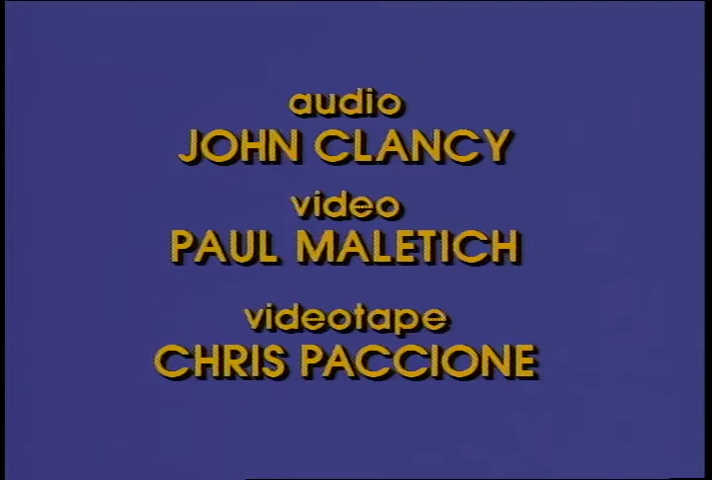 audio
JOHN CLANCY
video
PAUL MALETICH
videotape
CHRIS PACCIONE